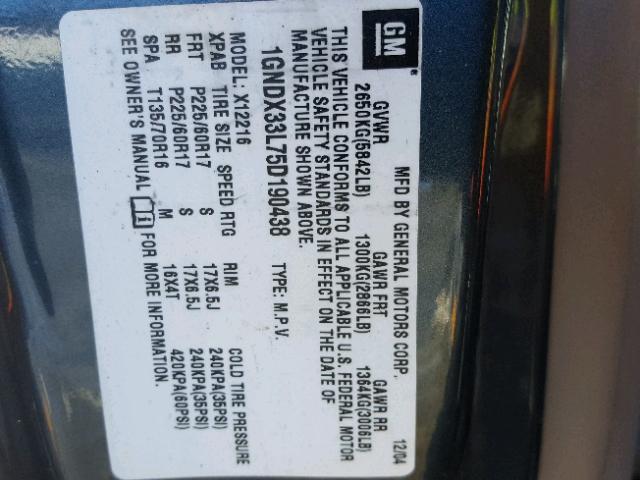 GM
®
MFD BY GENERAL MOTORS CORP. 12/04
GVWR GAWR FRT GAWR RR
2650KG(5842LB) 1300KG(2866LB) 1364KG(3006LB)
THIS VEHICLE CONFORMS TO ALL APPLICABLE U.S. FEDERAL MOTOR
VEHICLE SAFETY STANDARDS IN EFFECT ON THE DATE OF
MANUFACTURE SHOWN ABOVE.
1GNDX33L75D190438 TYPE: M.P.V.
MODEL: X12216
XPAB TIRE SIZE SPEED RTG RIM COLD TIRE PRESSURE
FRT P225/60R17 S 17X6.5J 240KPA(35PSI)
RR P225/60R17 S 17X6.5J 240KPA(35PSI)
SPA T135/70R16 M 16X4T 420KPA(60PSI)
SEE OWNER'S MANUAL FOR MORE INFORMATION.